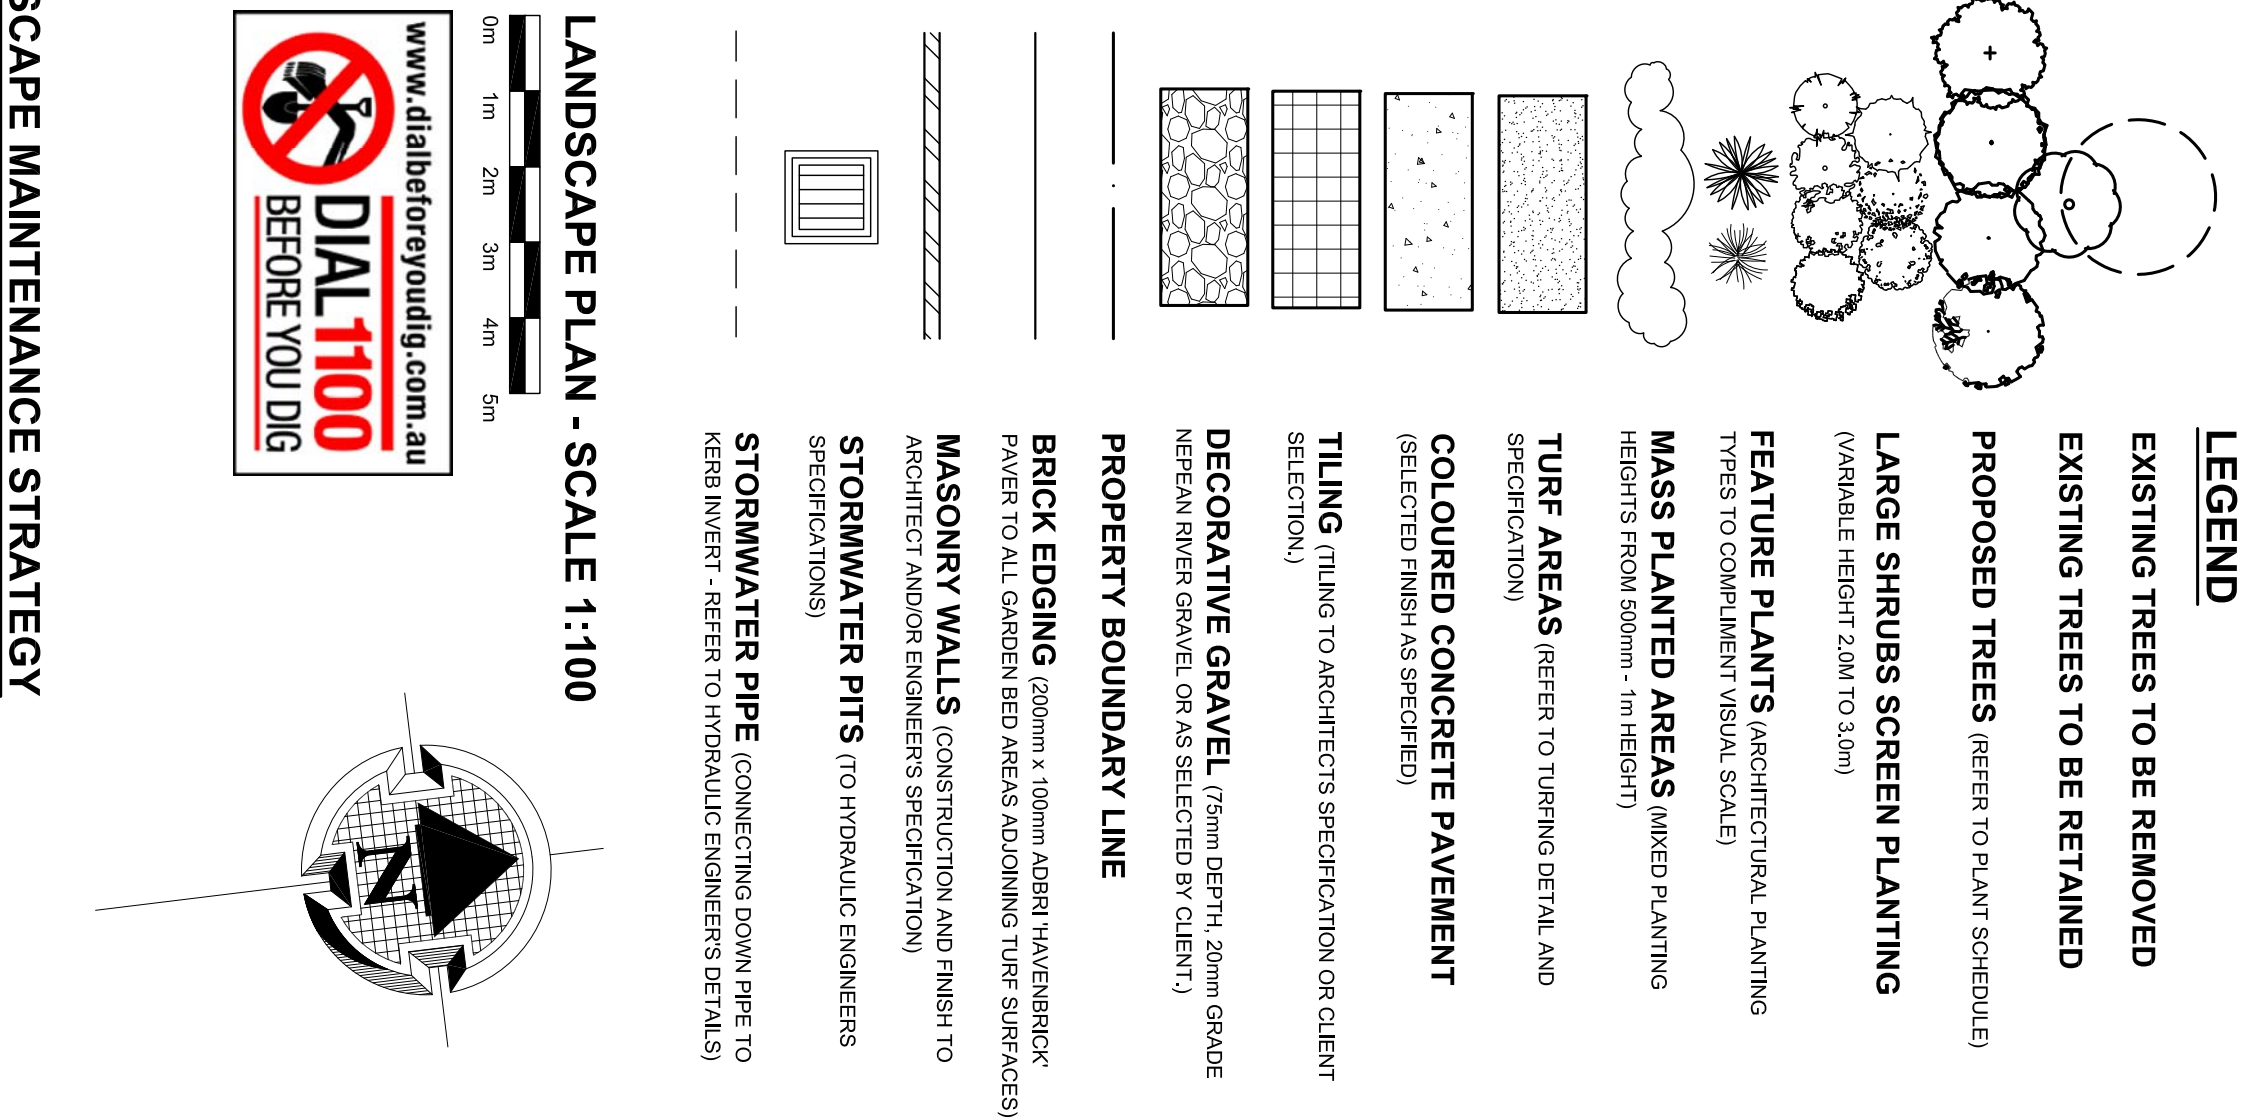 LEGEND
EXISTING TREES TO BE REMOVED
EXISTING TREES TO BE RETAINED
PROPOSED TREES (REFER TO PLANT SCHEDULE)
LARGE SHRUBS SCREEN PLANTING
(VARIABLE HEIGHT 2.0M TO 3.0m)
FEATURE PLANTS (ARCHITECTURAL PLANTING
TYPES TO COMPLIMENT VISUAL SCALE)
MASS PLANTED AREAS (MIXED PLANTING
HEIGHTS FROM 500mm - 1m HEIGHT)
TURF AREAS (REFER TO TURFING DETAIL AND
SPECIFICATION)
COLOURED CONCRETE PAVEMENT
(SELECTED FINISH AS SPECIFIED)
TILING (TILING TO ARCHITECTS SPECIFICATION OR CLIENT
SELECTION.)
DECORATIVE GRAVEL (75mm DEPTH, 20mm GRADE
NEPEAN RIVER GRAVEL OR AS SELECTED BY CLIENT.)
PROPERTY BOUNDARY LINE
BRICK EDGING (200mm x 100mm ADBRI 'HAVENBRICK'
PAVER TO ALL GARDEN BED AREAS ADJOINING TURF SURFACES)
MASONRY WALLS (CONSTRUCTION AND FINISH TO
ARCHITECT AND/OR ENGINEER'S SPECIFICATION)
STORMWATER PITS (TO HYDRAULIC ENGINEERS
SPECIFICATIONS)
STORMWATER PIPE (CONNECTING DOWN PIPE TO
KERB INVERT - REFER TO HYDRAULIC ENGINEER'S DETAILS)
LANDSCAPE PLAN - SCALE 1:100
0m 1m 2m 3m 4m 5m
www.dialbeforeyoudig.com.au
DIAL 1100
BEFORE YOU DIG
N
SCAPE MAINTENANCE STRATEGY